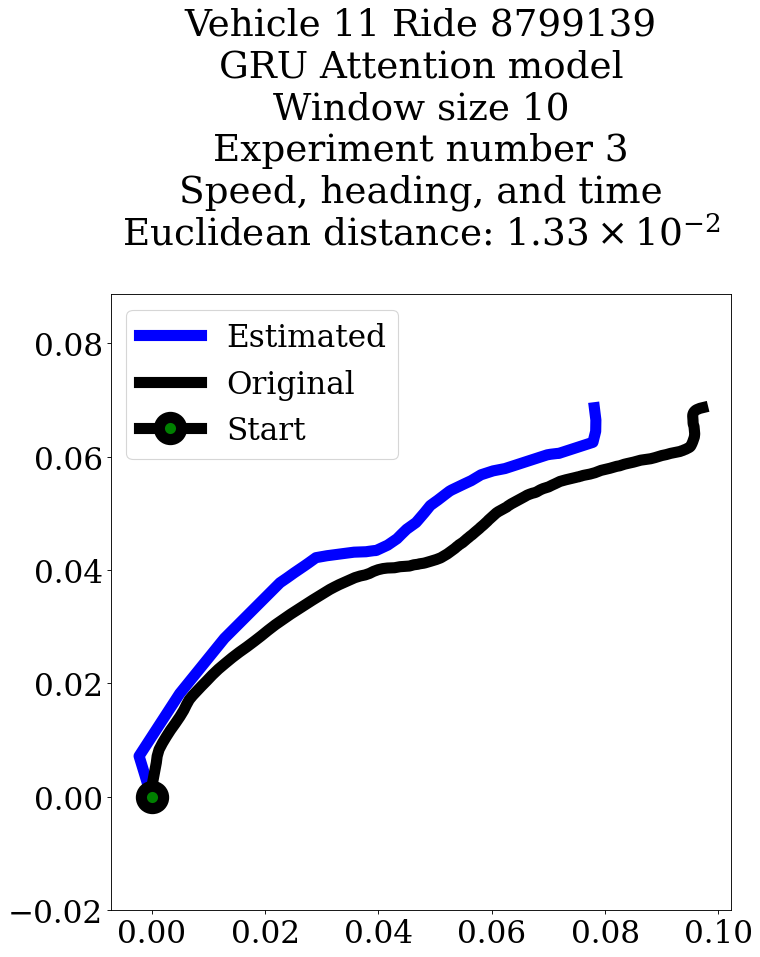 Vehicle 11 Ride 8799139
GRU Attention model
Window size 10
Experiment number 3
Speed, heading, and time
Euclidean distance: 1.33 × 10⁻²
Estimated
Original
Start
0.08
0.06
0.04
0.02
0.00
−0.02
0.00 0.02 0.04 0.06 0.08 0.10